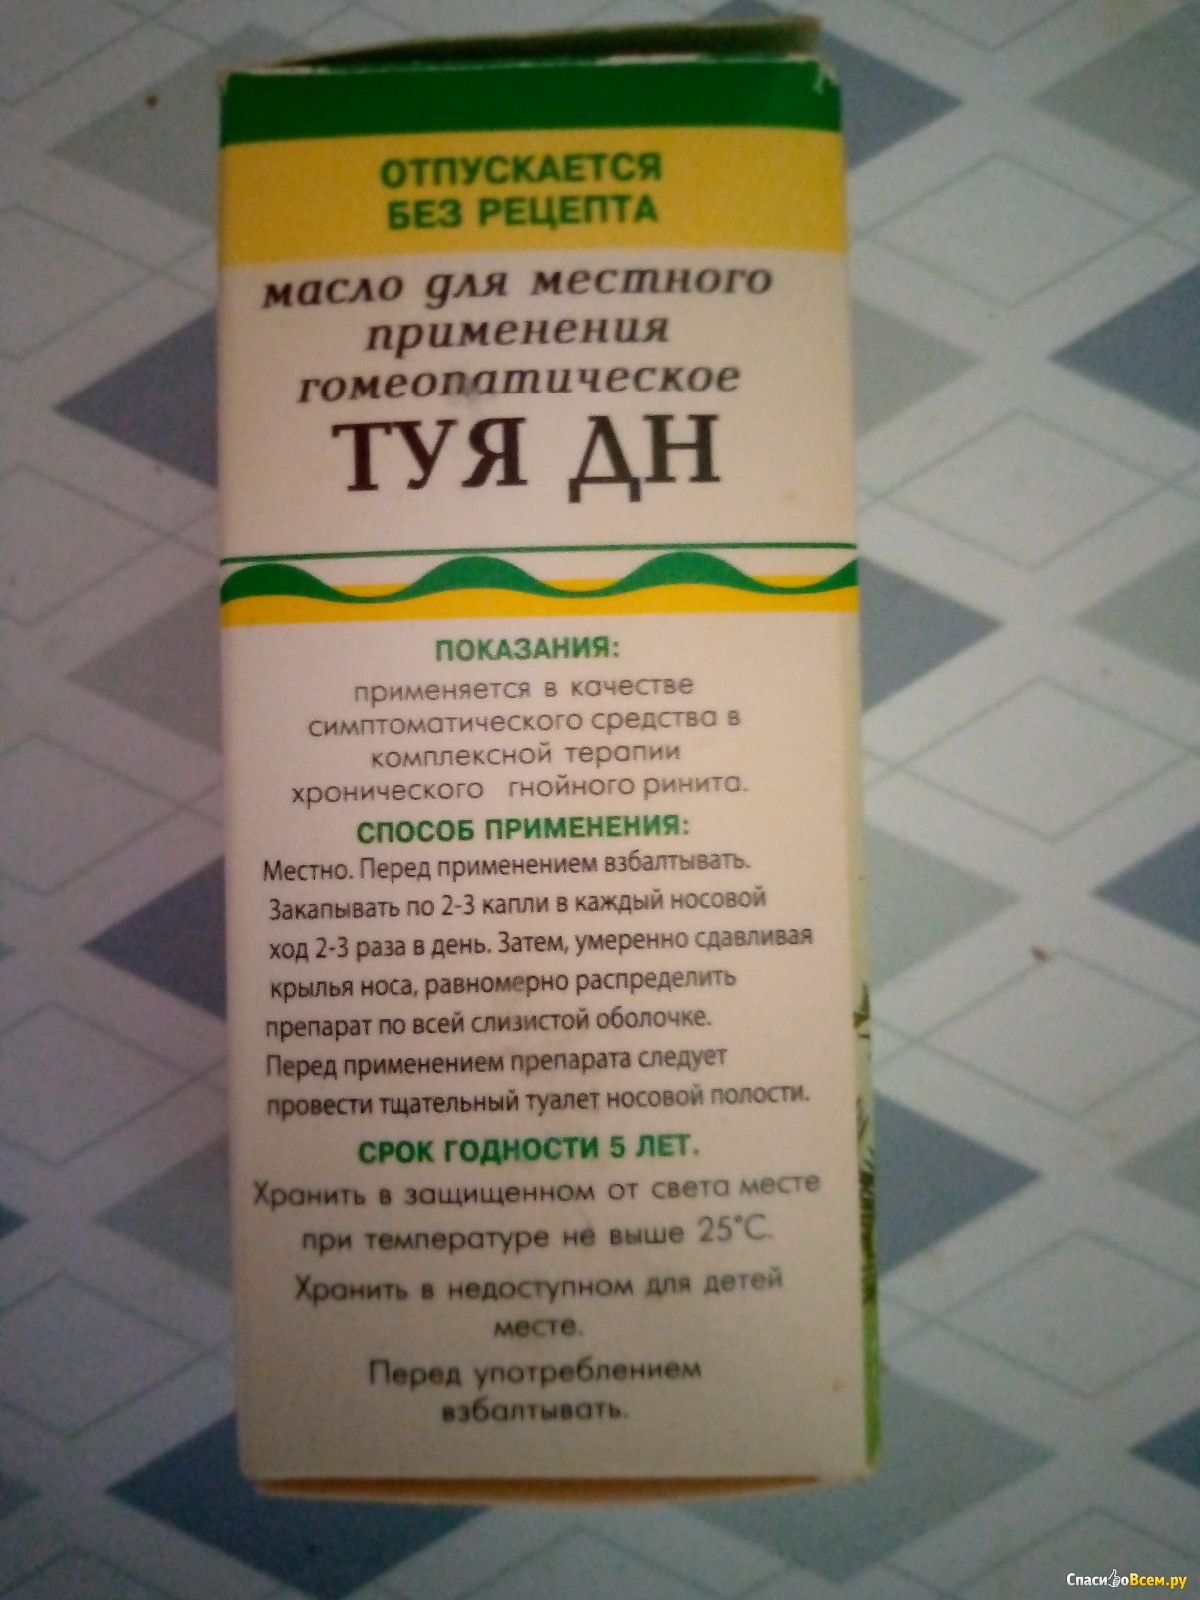 ОТПУСКАЕТСЯ
БЕЗ РЕЦЕПТА
масло для местного
применения
гомеопатическое
ТУЯ ДН
ПОКАЗАНИЯ:
применяется в качестве
симптоматического средства в
комплексной терапии
хронического гнойного ринита.
СПОСОБ ПРИМЕНЕНИЯ:
Местно. Перед применением взбалтывать.
Закапывать по 2-3 капли в каждый носовой
ход 2-3 раза в день. Затем, умеренно сдавливая
крылья носа, равномерно распределить
препарат по всей слизистой оболочке.
Перед применением препарата следует
провести тщательный туалет носовой полости.
СРОК ГОДНОСТИ 5 ЛЕТ.
Хранить в защищенном от света месте
при температуре не выше 25°С.
Хранить в недоступном для детей
месте.
Перед употреблением
взбалтывать.
СпасибоВсем.ру